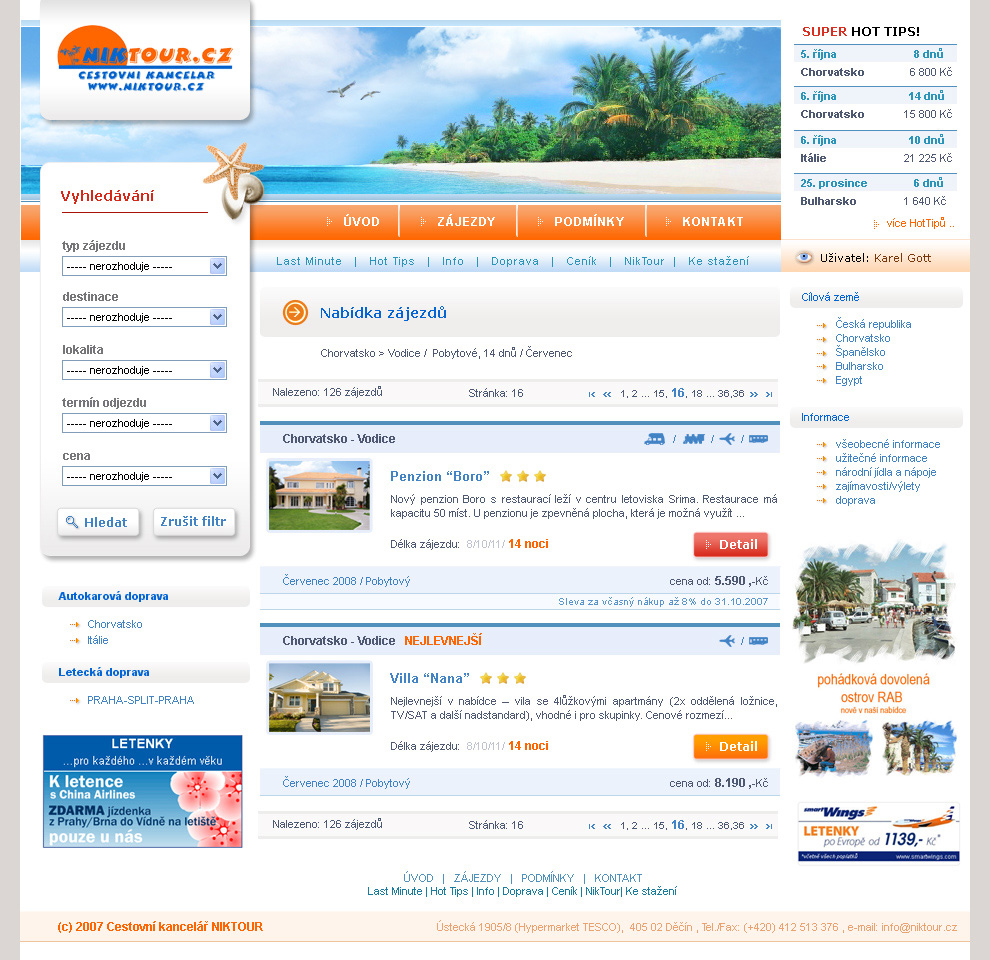 NIKTOUR.CZ
CESTOVNI KANCELAR
WWW.NIKTOUR.CZ
SUPER HOT TIPS!
5. října 8 dnů
Chorvatsko 6 800 Kč
6. října 14 dnů
Chorvatsko 15 800 Kč
6. října 10 dnů
Itálie 21 225 Kč
25. prosince 6 dnů
Bulharsko 1 640 Kč
více HotTipů ..
ÚVOD ZÁJEZDY PODMÍNKY KONTAKT
Last Minute | Hot Tips | Info | Doprava | Ceník | NikTour | Ke stažení
Uživatel: Karel Gott
Vyhledávání
typ zájezdu
----- nerozhoduje -----
destinace
----- nerozhoduje -----
lokalita
----- nerozhoduje -----
termín odjezdu
----- nerozhoduje -----
cena
----- nerozhoduje -----
Hledat Zrušit filtr
Autokarová doprava
Chorvatsko
Itálie
Letecká doprava
PRAHA-SPLIT-PRAHA
LETENKY
...pro každého ...v každém věku
K letence
s China Airlines
ZDARMA jízdenka
z Prahy/Brna do Vídně na letiště
pouze u nás
Nabídka zájezdů
Chorvatsko > Vodice / Pobytové, 14 dnů / Červenec
Nalezeno: 126 zájezdů Stránka: 16 1, 2 ... 15, 16, 18 ... 36,36
Chorvatsko - Vodice / / /
Penzion “Boro”
Nový penzion Boro s restaurací leží v centru letoviska Srima. Restaurace má
kapacitu 50 míst. U penzionu je zpevněná plocha, která je možná využít ...
Délka zájezdu: 8/10/11/ 14 nocí
Detail
Červenec 2008 / Pobytový cena od: 5.590 ,-Kč
Sleva za včasný nákup až 8% do 31.10.2007
Chorvatsko - Vodice NEJLEVNEJŠÍ /
Villa “Nana”
Nejlevnejší v nabídce – vila se 4lůžkovými apartmány (2x oddělená ložnice,
TV/SAT a další nadstandard), vhodné i pro skupinky. Cenové rozmezí...
Délka zájezdu: 8/10/11/ 14 nocí
Detail
Červenec 2008 / Pobytový cena od: 8.190 ,-Kč
Nalezeno: 126 zájezdů Stránka: 16 1, 2 ... 15, 16, 18 ... 36,36
Cílová země
Česká republika
Chorvatsko
Španělsko
Bulharsko
Egypt
Informace
všeobecné informace
užitečné informace
národní jídla a nápoje
zajímavosti/výlety
doprava
pohádková dovolená
ostrov RAB
nově v naší nabídce
smartWings
LETENKY
po Evropě od 1139,- Kč*
*včetně všech poplatků www.smartwings.com
ÚVOD | ZÁJEZDY | PODMÍNKY | KONTAKT
Last Minute | Hot Tips | Info | Doprava | Ceník | NikTour| Ke stažení
(c) 2007 Cestovní kancelář NIKTOUR
Ústecká 1905/8 (Hypermarket TESCO), 405 02 Děčín , Tel./Fax: (+420) 412 513 376 , e-mail: info@niktour.cz